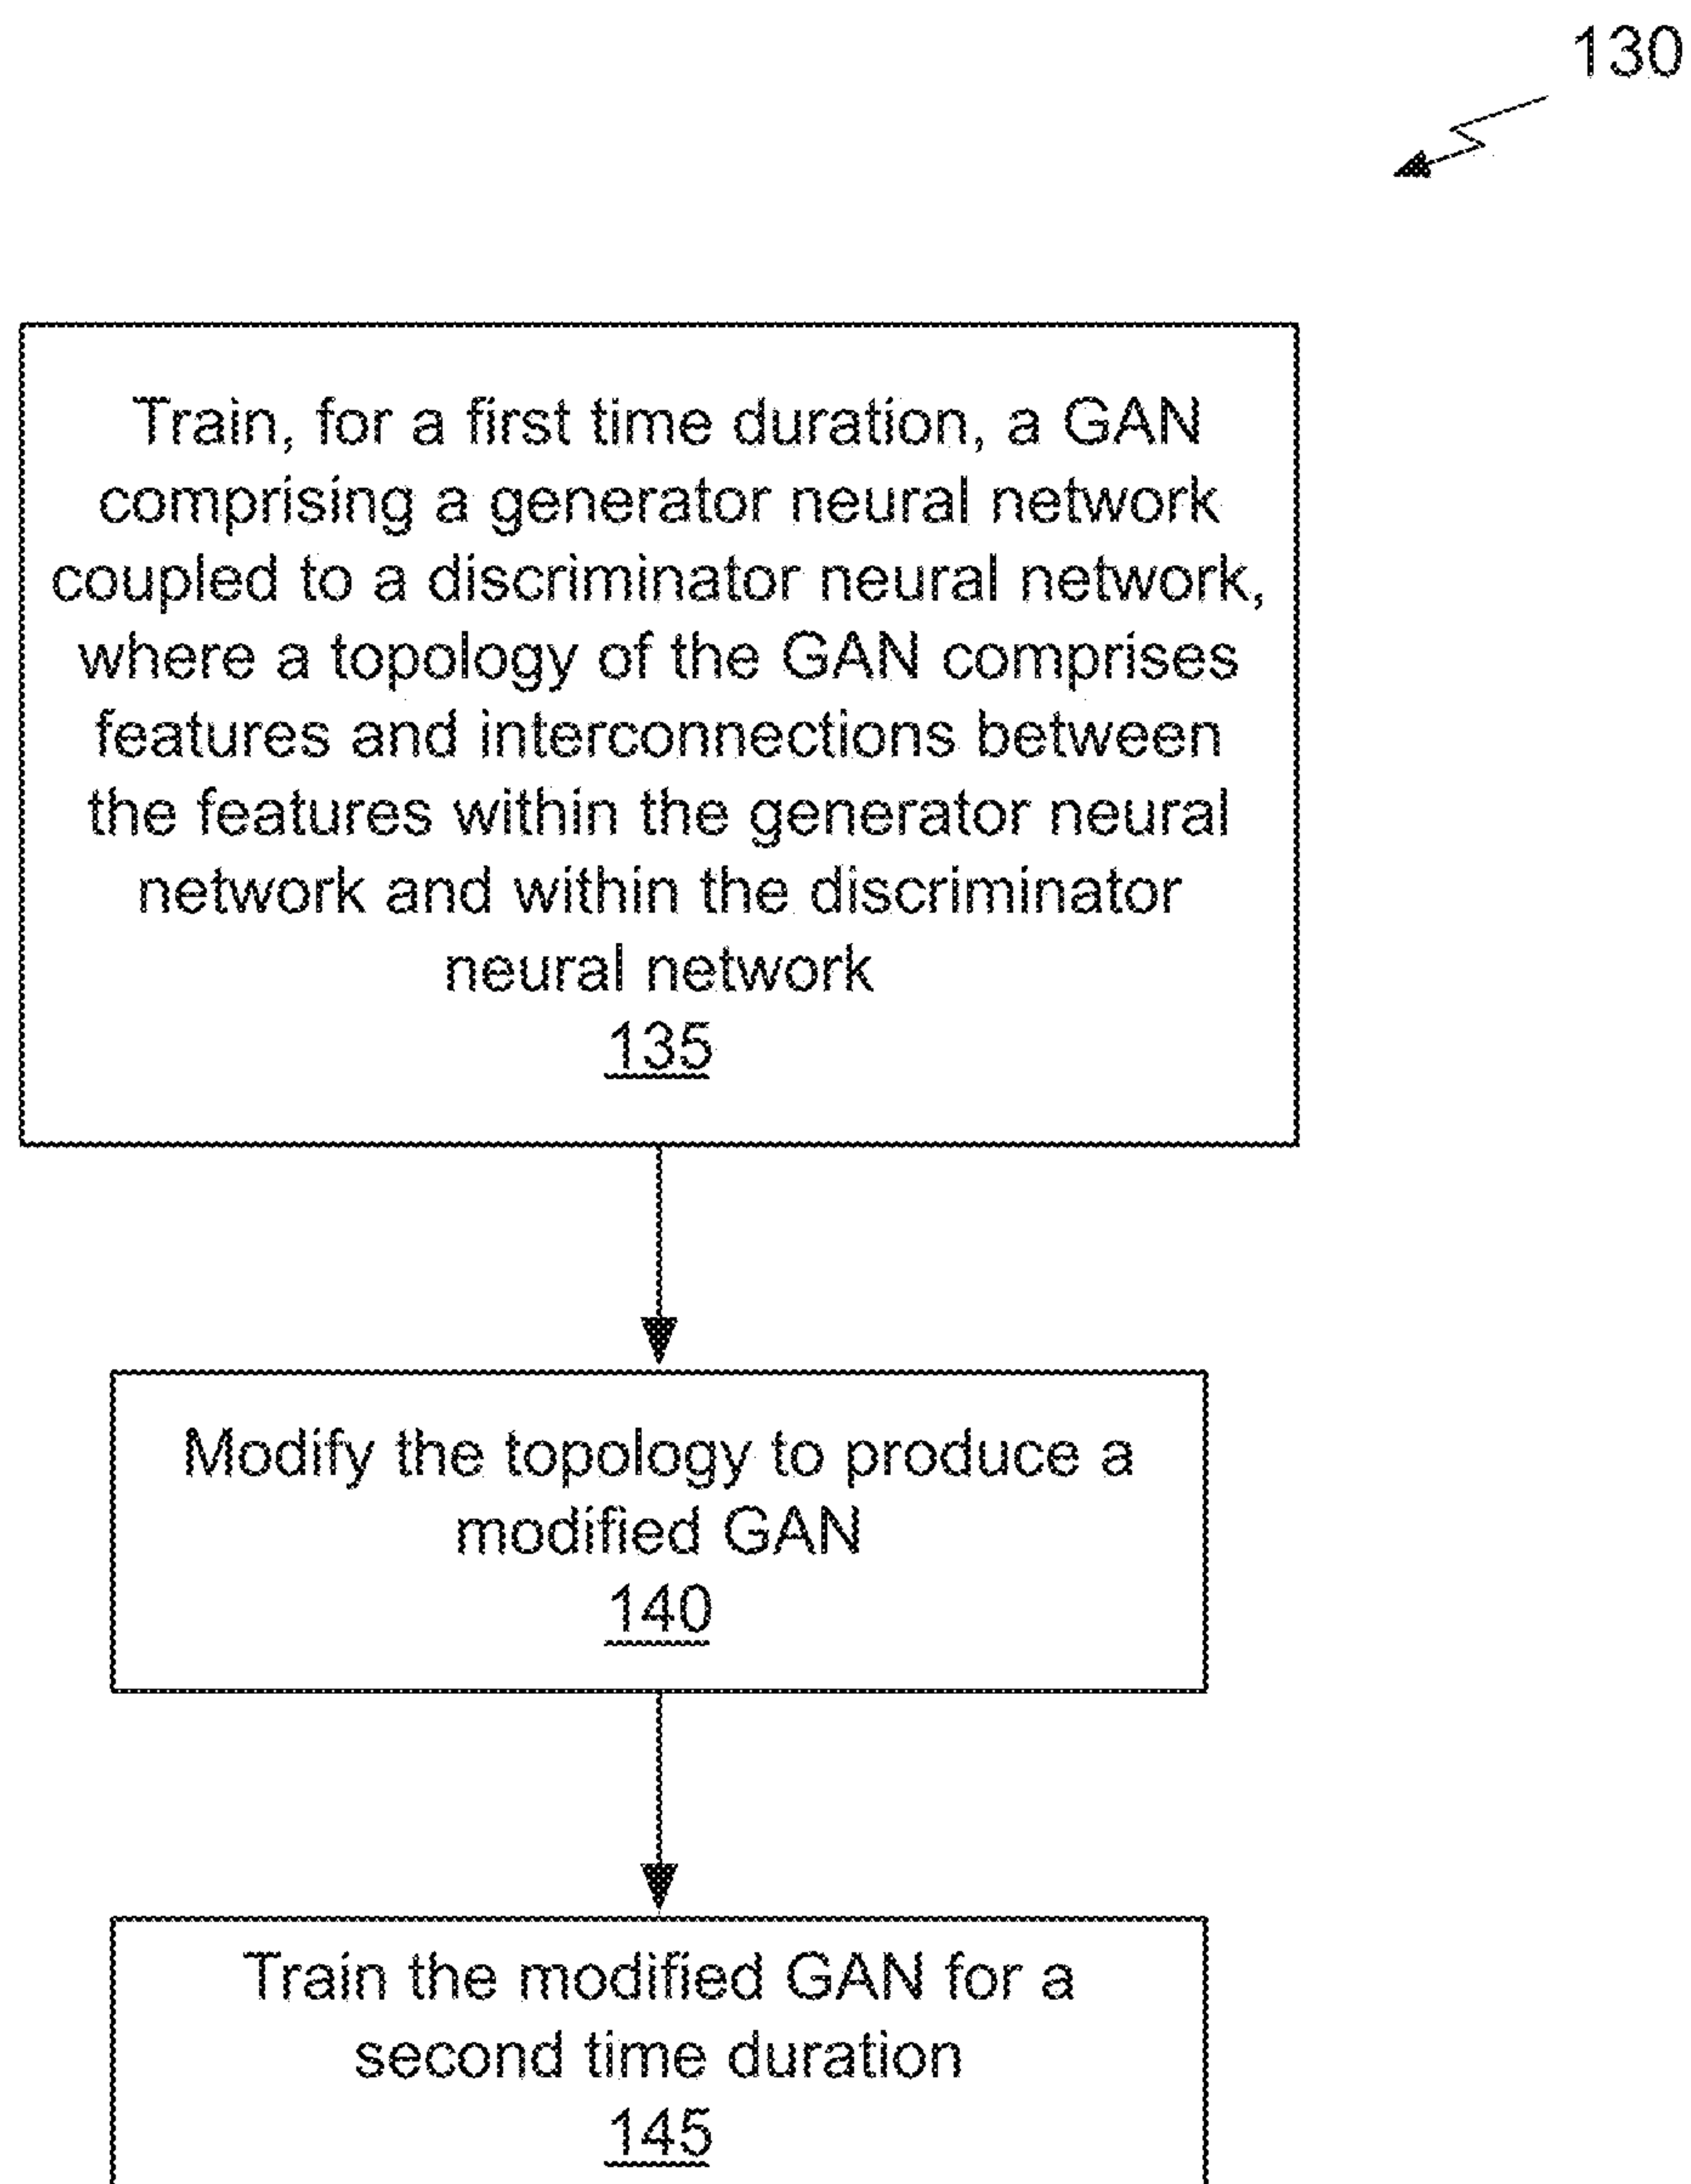 130
Train, for a first time duration, a GAN
comprising a generator neural network
coupled to a discriminator neural network,
where a topology of the GAN comprises
features and interconnections between
the features within the generator neural
network and within the discriminator
neural network
135
Modify the topology to produce a
modified GAN
140
Train the modified GAN for a
second time duration
145